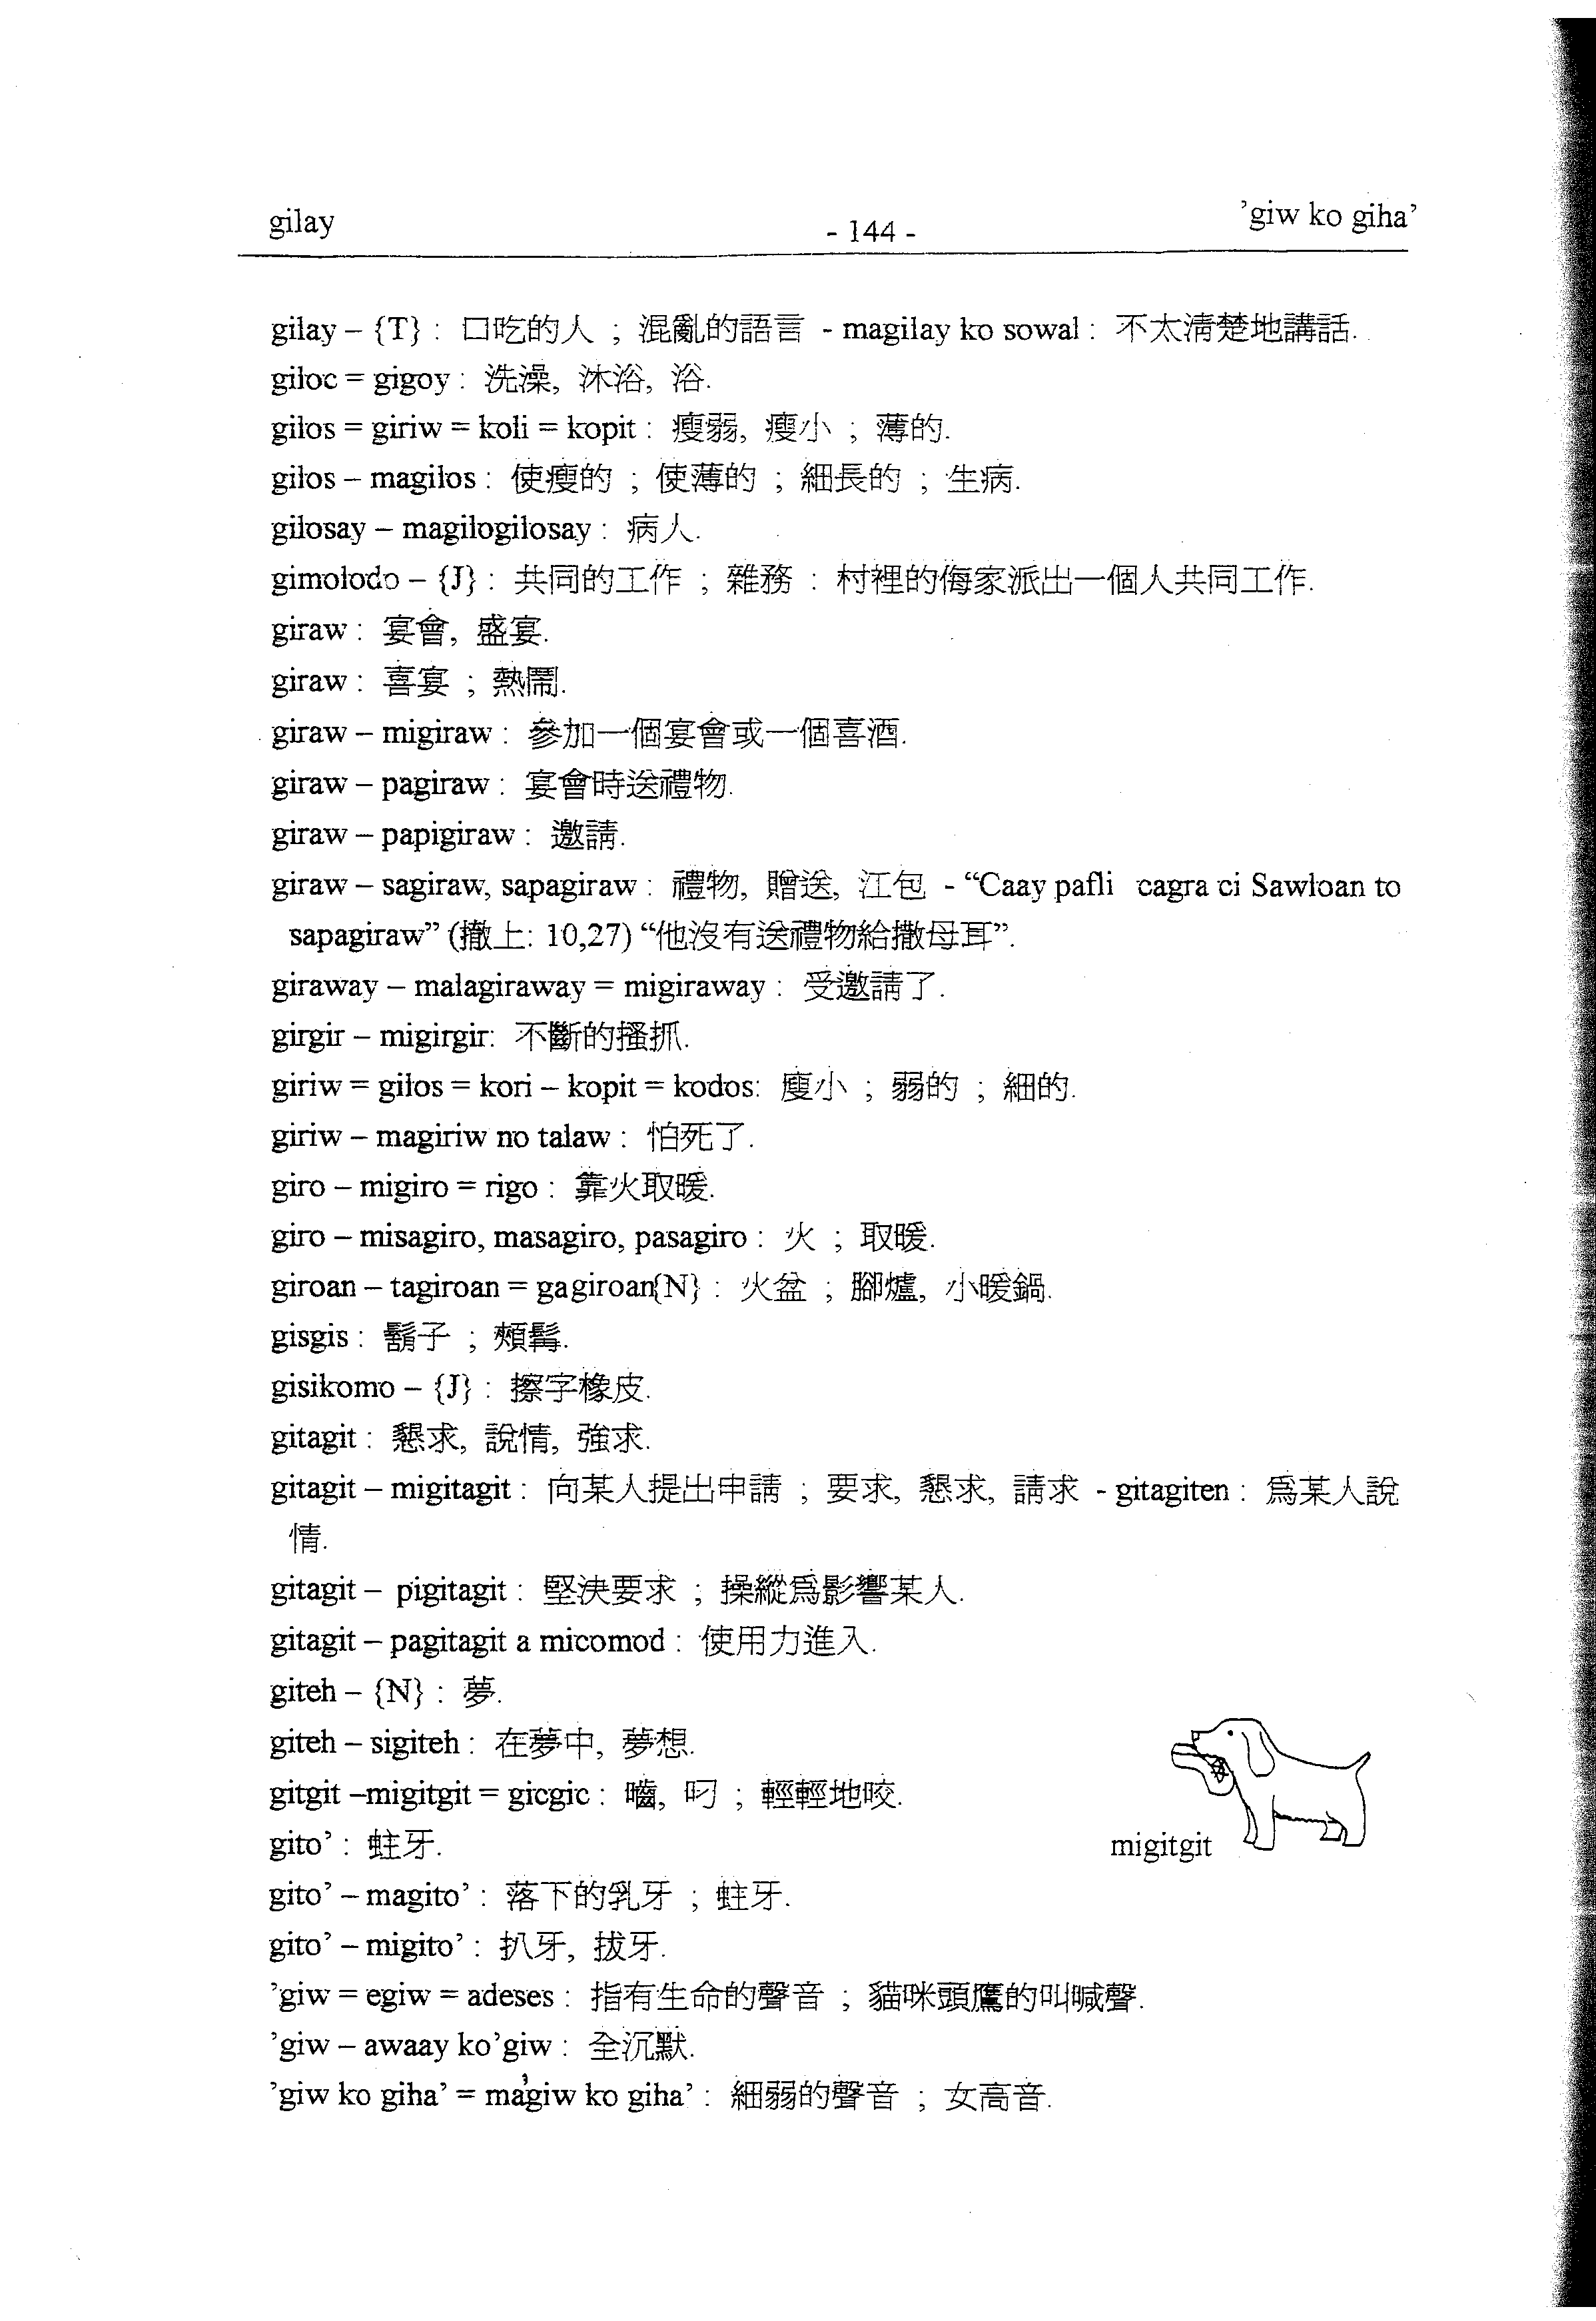 gilay
- 144 -
’giw ko giha’
gilay – {T} : 口吃的人 ; 混亂的語言 - magilay ko sowal : 不太清楚地講話.
giloc = gigoy : 洗澡, 沐浴, 浴.
gilos = giriw = koli = kopit : 瘦弱, 瘦小 ; 薄的.
gilos – magilos : 使瘦的 ; 使薄的 ; 細長的 ; 生病.
gilosay – magilogilosay : 病人.
gimolodo – {J} : 共同的工作 ; 雜務 : 村裡的侮家派出一個人共同工作.
giraw : 宴會, 盛宴.
giraw : 喜宴 ; 熱鬧.
giraw – migiraw : 參加一個宴會或一個喜酒.
giraw – pagiraw : 宴會時送禮物.
giraw – papigiraw : 邀請.
giraw – sagiraw, sapagiraw : 禮物, 贈送, 江包 - “Caay pafli cagra ci Sawloan to
sapagiraw” (撒上: 10,27) “他沒有送禮物給撒母耳”.
giraway – malagiraway = migiraway : 受邀請了.
girgir – migirgir: 不斷的搔抓.
giriw = gilos = kori – kopit = kodos: 廋小 ; 弱的 ; 細的.
giriw – magiriw no talaw : 怕死了.
giro – migiro = rigo : 靠火取暖.
giro – misagiro, masagiro, pasagiro : 火 ; 取暖.
giroan – tagiroan = gagiroan{N} : 火盆 ; 腳爐, 小暖鍋.
gisgis : 鬍子 ; 頰髯.
gisikomo – {J} : 擦字橡皮.
gitagit : 懇求, 說情, 強求.
gitagit – migitagit : 向某人提出申請 ; 要求, 懇求, 請求 - gitagiten : 爲某人說
情.
gitagit – pigitagit : 堅決要求 ; 操縱爲影響某人.
gitagit – pagitagit a micomod : 使用力進入.
giteh – {N} : 夢.
giteh – sigiteh : 在夢中, 夢想.
gitgit –migitgit = gicgic : 嚙, 叼 ; 輕輕地咬.
gito’ : 蛀牙.
migitgit
gito’ – magito’ : 落下的乳牙 ; 蛀牙.
gito’ – migito’ : 扒牙, 拔牙.
’giw = egiw = adeses : 指有生命的聲音 ; 貓咪頭鷹的叫喊聲.
’giw – awaay ko’giw : 全沉默.
’giw ko giha’ = ma’giw ko giha’ : 細弱的聲音 ; 女高音.